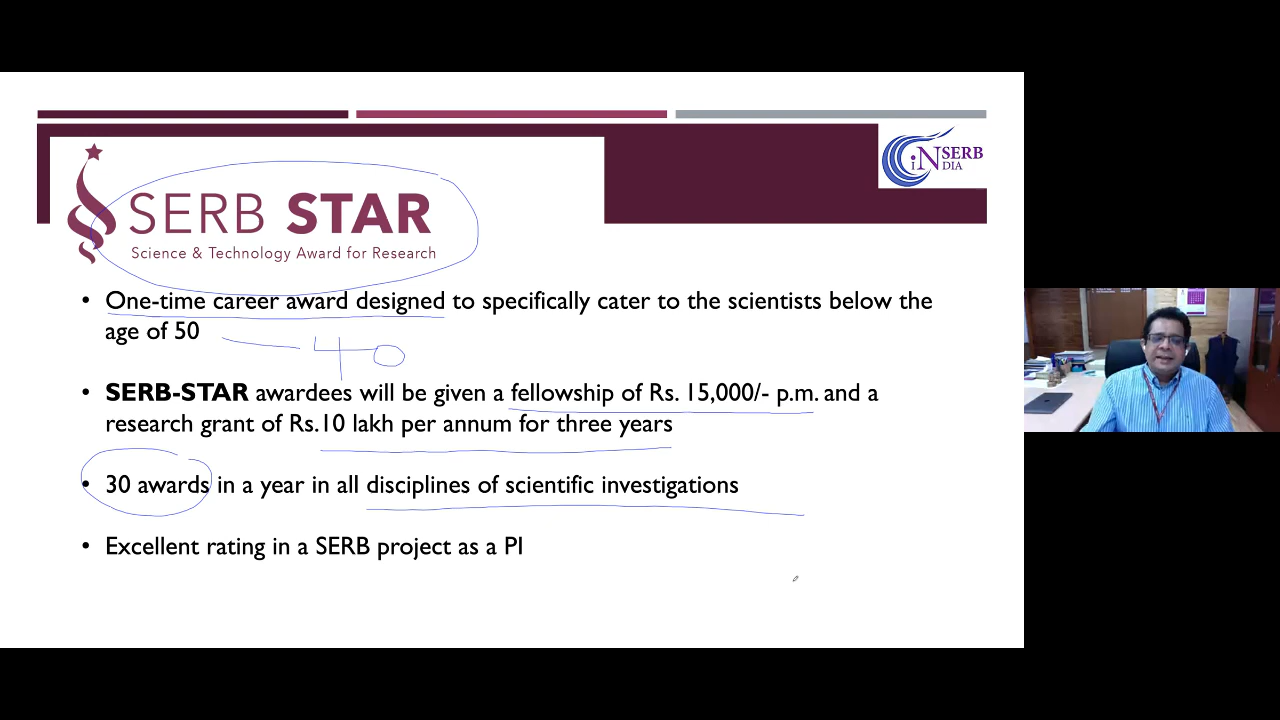 SERB STAR
Science & Technology Award for Research
iN SERB
DIA
• One-time career award designed to specifically cater to the scientists below the
age of 50
40
• SERB-STAR awardees will be given a fellowship of Rs. 15,000/- p.m. and a
research grant of Rs.10 lakh per annum for three years
• 30 awards in a year in all disciplines of scientific investigations
• Excellent rating in a SERB project as a PI